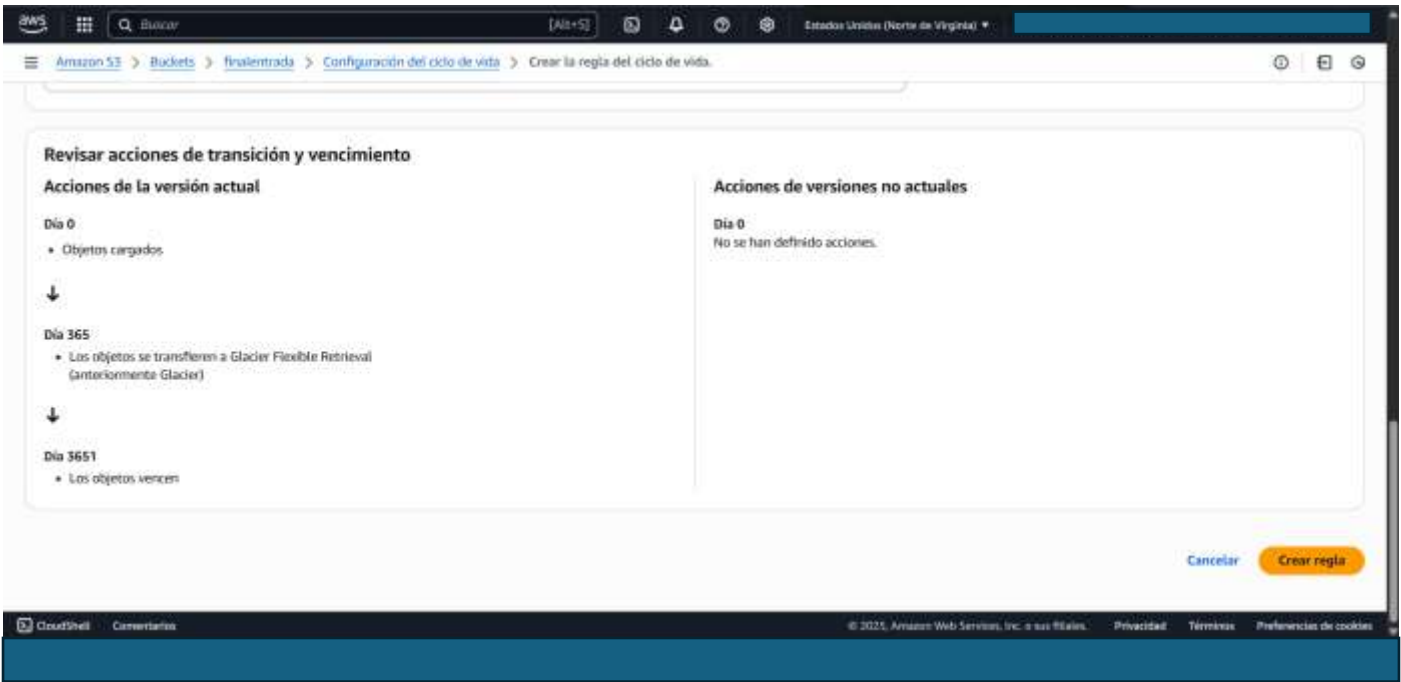 aws
Buscar
[Alt+S]
Estados Unidos (Norte de Virginia)
Amazon S3 > Buckets > finalentrada > Configuración del ciclo de vida > Crear la regla del ciclo de vida.
Revisar acciones de transición y vencimiento
Acciones de la versión actual
Día 0
• Objetos cargados
Día 365
• Los objetos se transfieren a Glacier Flexible Retrieval
(anteriormente Glacier)
Día 3651
• Los objetos vencen
Acciones de versiones no actuales
Día 0
No se han definido acciones.
Cancelar
Crear regla
CloudShell Comentarios
© 2025, Amazon Web Services, Inc. o sus filiales. Privacidad Términos Preferencias de cookies